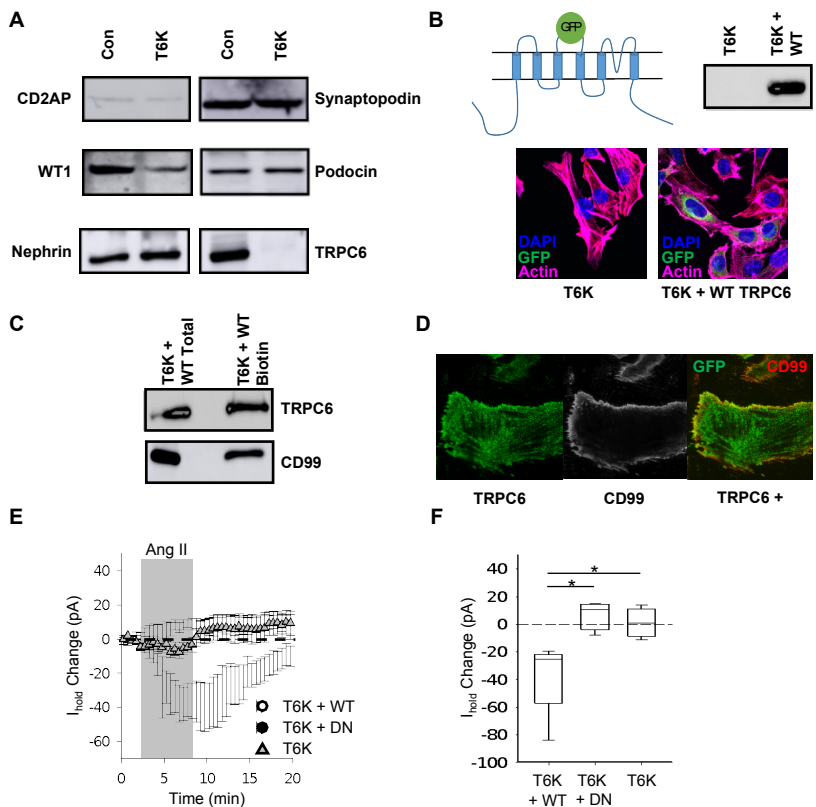 A
Con
T6K
Con
T6K
CD2AP
Synaptopodin
WT1
Podocin
Nephrin
TRPC6
B
GFP
T6K
T6K +
WT
DAPI
GFP
Actin
T6K
DAPI
GFP
Actin
T6K + WT TRPC6
C
T6K +
WT Total
T6K + WT
Biotin
TRPC6
CD99
D
GFP
CD99
TRPC6
CD99
TRPC6 +
E
Ang II
40
20
0
-20
-40
-60
Ihold Change (pA)
T6K + WT
T6K + DN
T6K
0
5
10
15
20
Time (min)
F
40
20
0
-20
-40
-60
-80
-100
Ihold Change (pA)
*
*
T6K
+ WT
T6K
+ DN
T6K